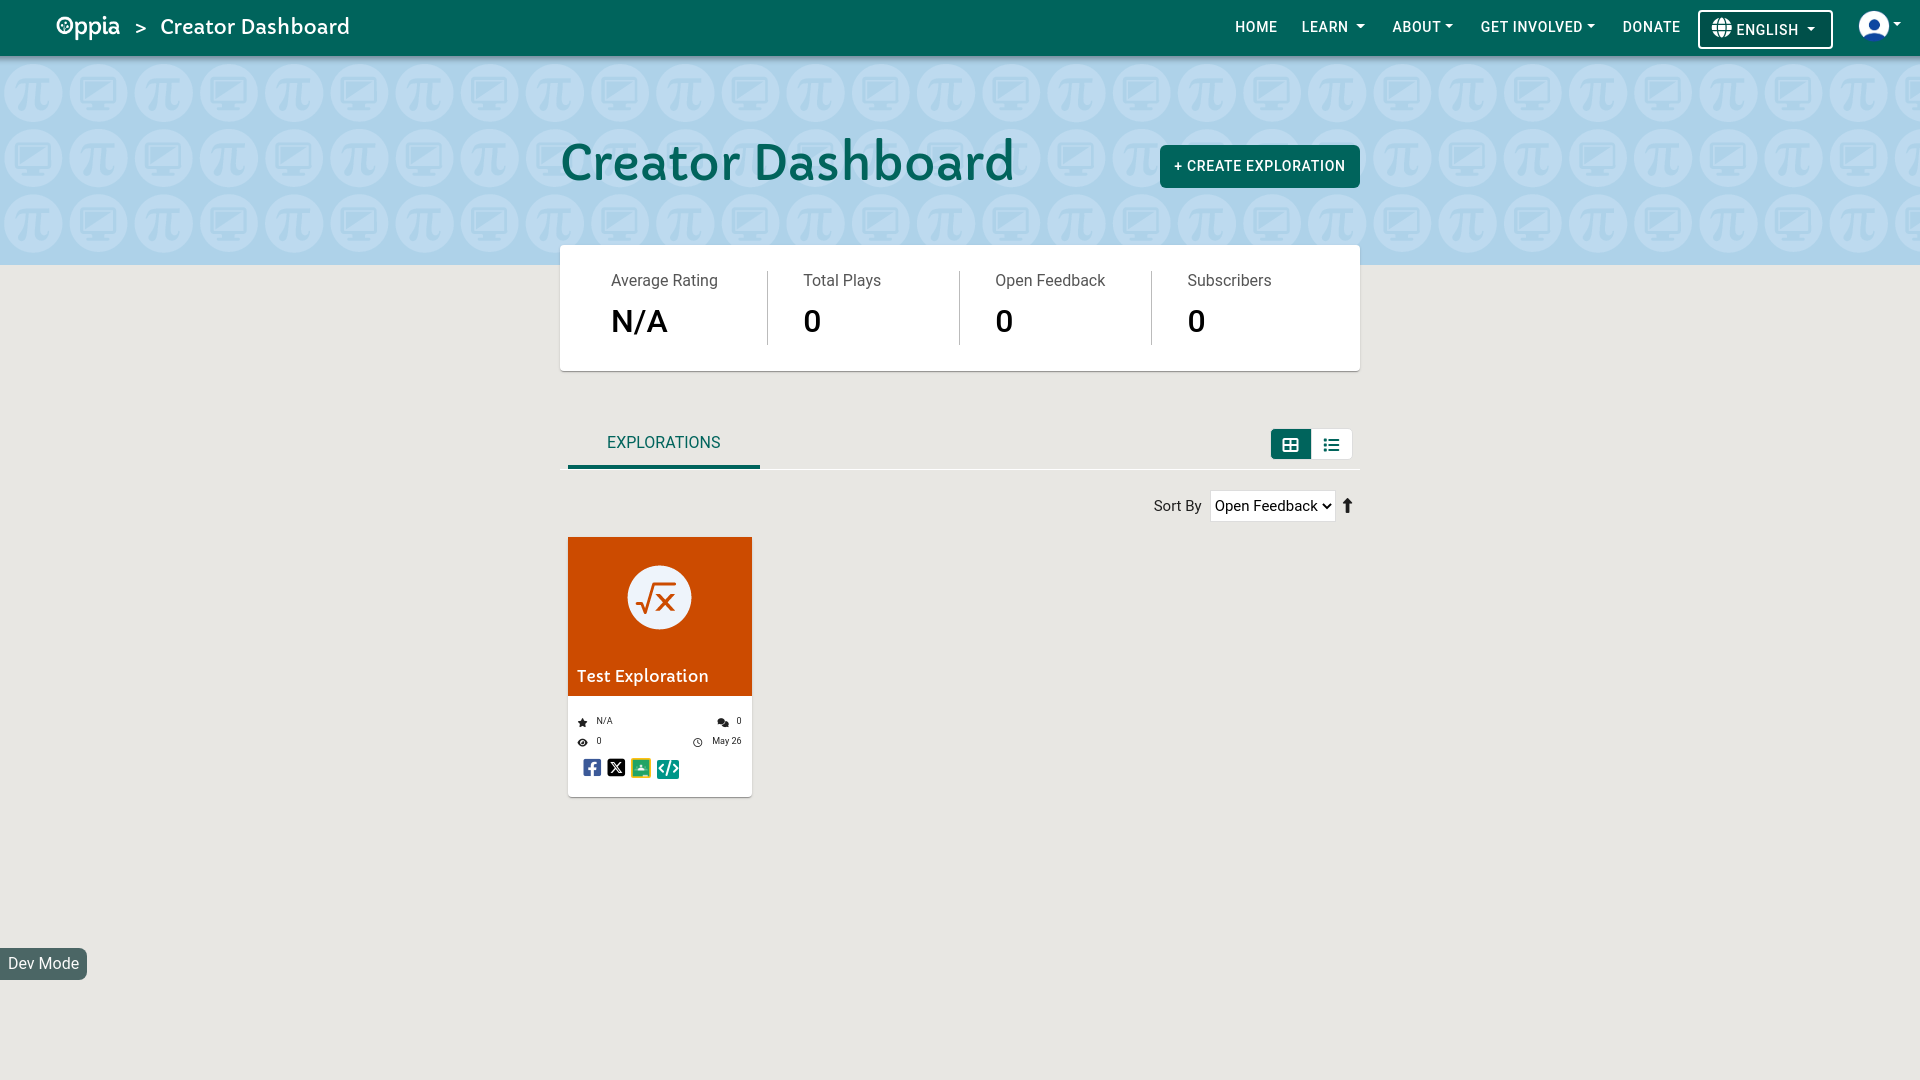 Oppia > Creator Dashboard
HOME LEARN ABOUT GET INVOLVED DONATE ENGLISH
Creator Dashboard
+ CREATE EXPLORATION
Average Rating Total Plays Open Feedback Subscribers
N/A 0 0 0
EXPLORATIONS
Sort By Open Feedback
√x
Test Exploration
N/A 0
0 May 26
Dev Mode